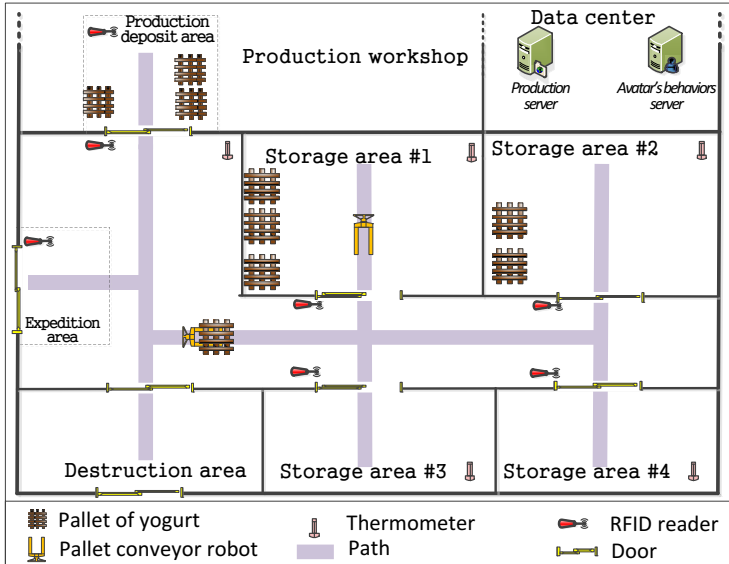 Production
deposit area
Production workshop
Data center
Production
server
Avatar's behaviors
server
Storage area #1
Storage area #2
Expedition
area
Destruction area
Storage area #3
Storage area #4
Pallet of yogurt
Thermometer
RFID reader
Pallet conveyor robot
Path
Door